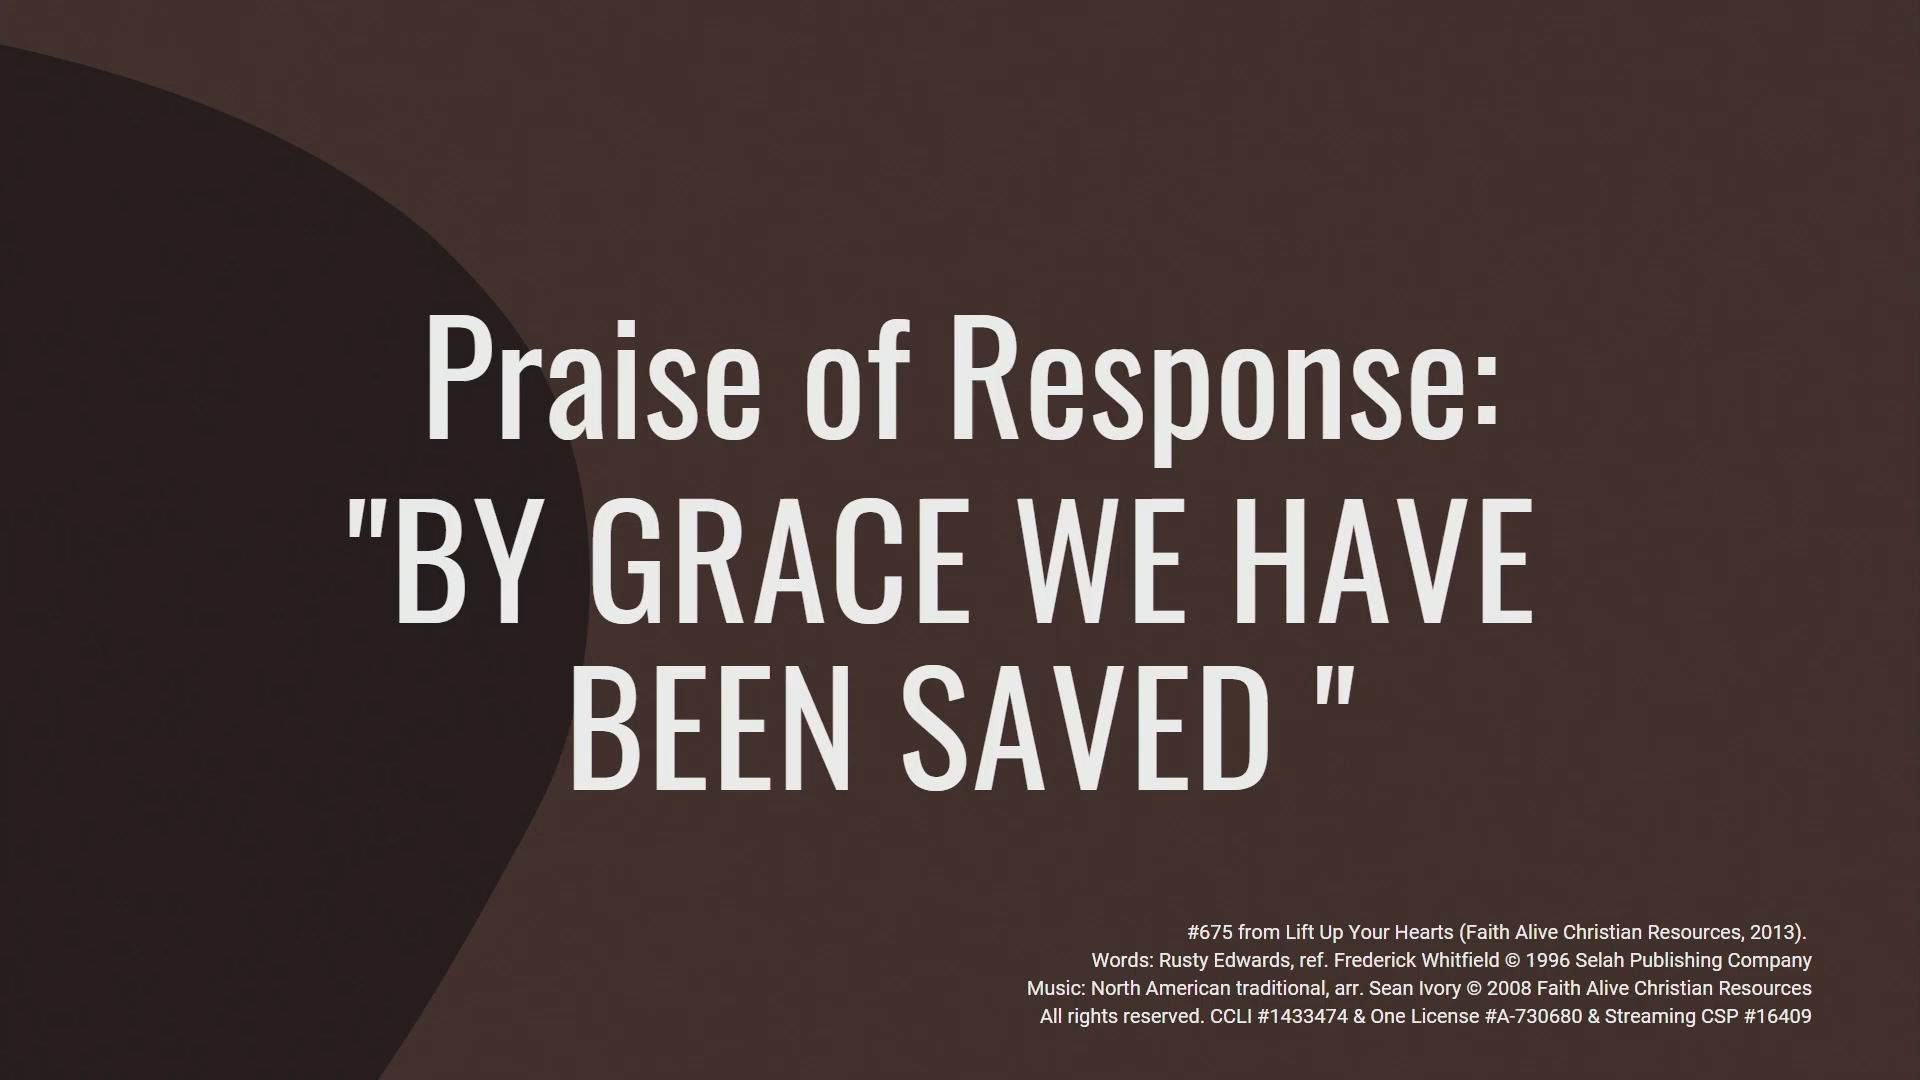 Praise of Response:
"BY GRACE WE HAVE
BEEN SAVED "
#675 from Lift Up Your Hearts (Faith Alive Christian Resources, 2013).
Words: Rusty Edwards, ref. Frederick Whitfield © 1996 Selah Publishing Company
Music: North American traditional, arr. Sean Ivory © 2008 Faith Alive Christian Resources
All rights reserved. CCLI #1433474 & One License #A-730680 & Streaming CSP #16409